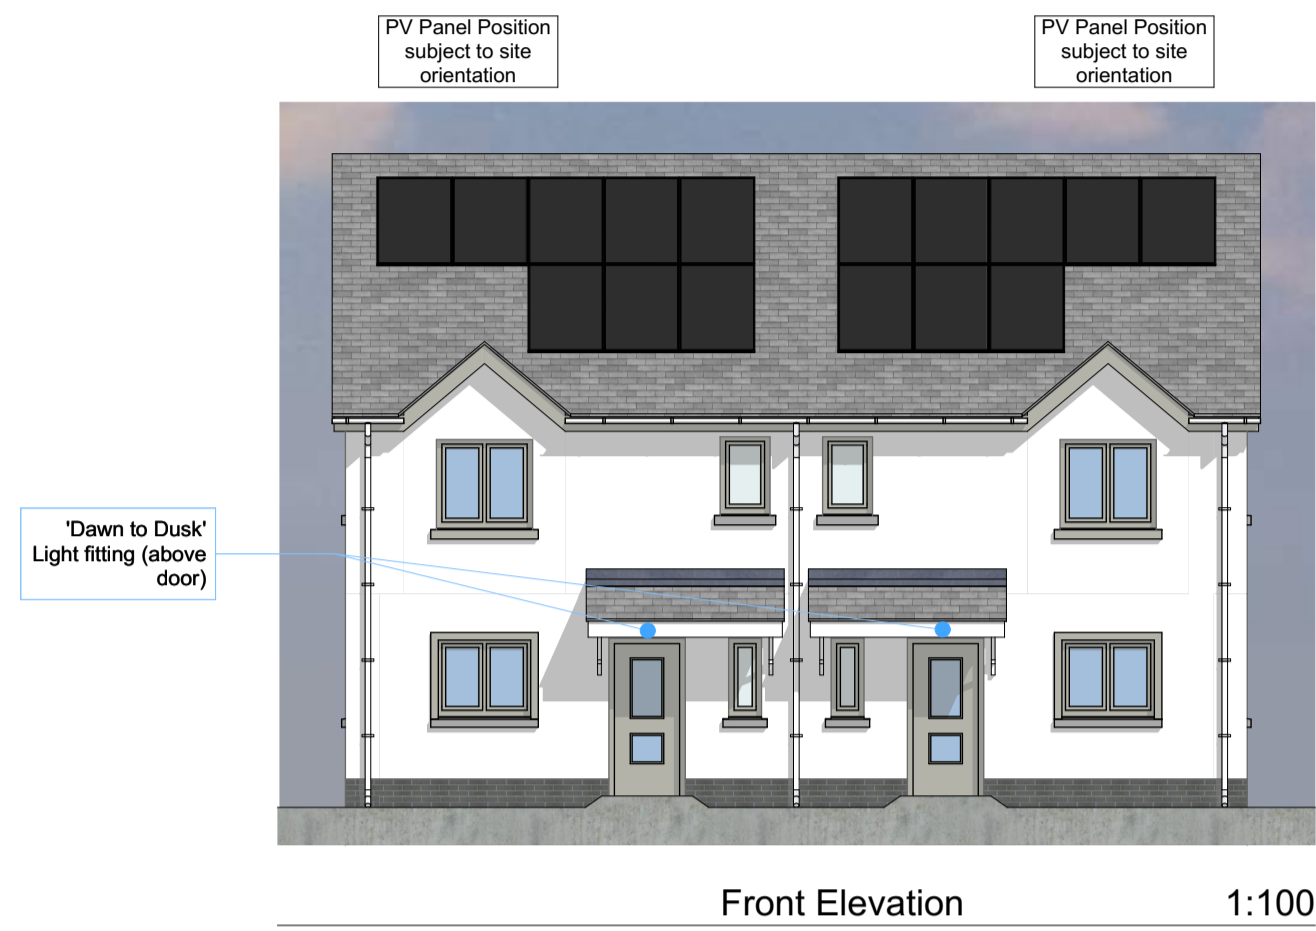 PV Panel Position
subject to site
orientation
PV Panel Position
subject to site
orientation
'Dawn to Dusk'
Light fitting (above
door)
Front Elevation
1:100